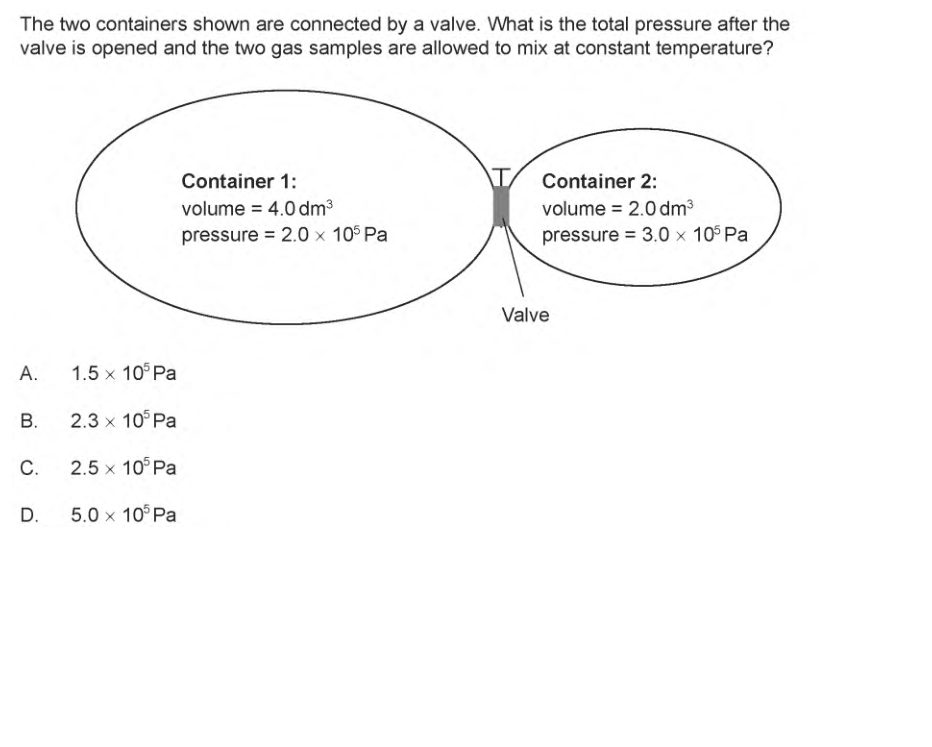 The two containers shown are connected by a valve. What is the total pressure after the
valve is opened and the two gas samples are allowed to mix at constant temperature?
Container 1:
volume = 4.0 dm³
pressure = 2.0 × 10⁵ Pa
Container 2:
volume = 2.0 dm³
pressure = 3.0 × 10⁵ Pa
Valve
A. 1.5 × 10⁵ Pa
B. 2.3 × 10⁵ Pa
C. 2.5 × 10⁵ Pa
D. 5.0 × 10⁵ Pa